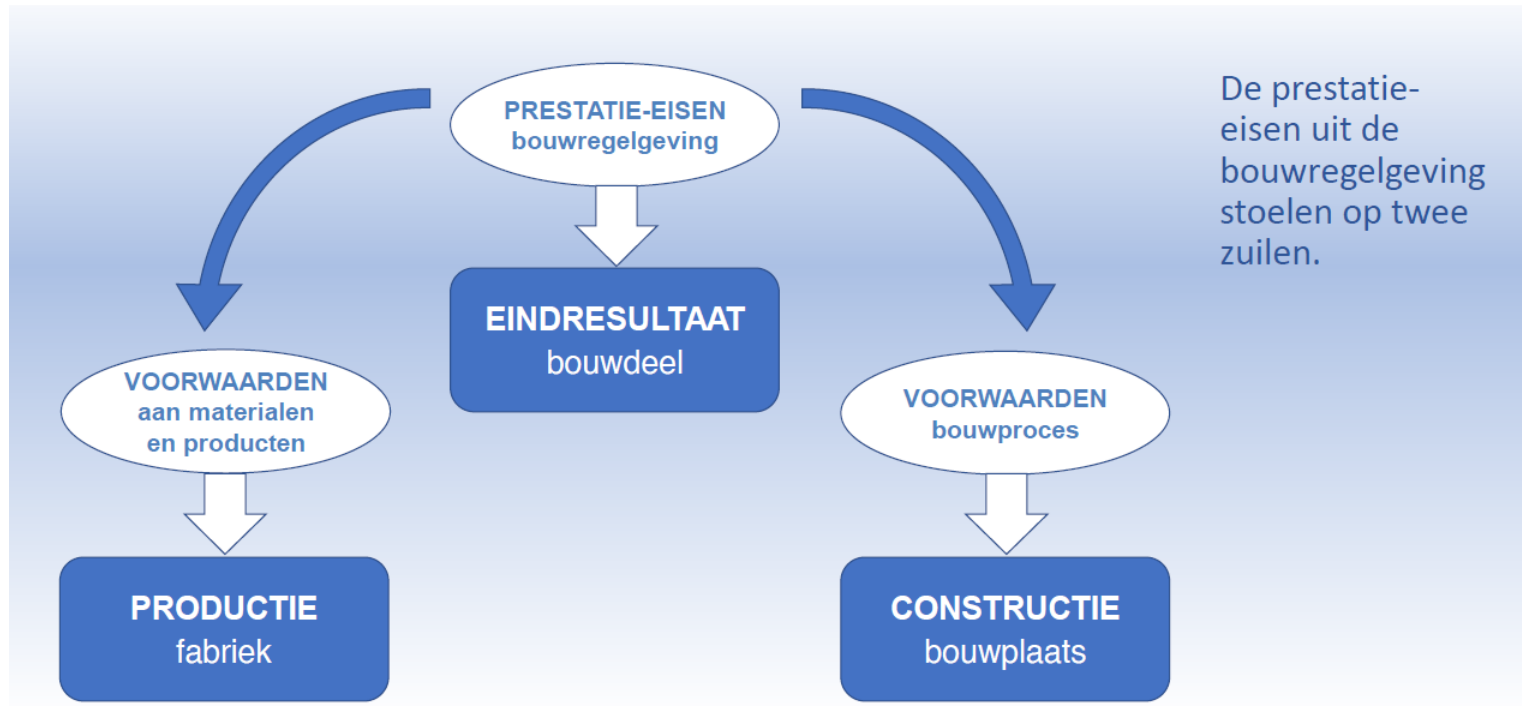 PRESTATIE-EISEN
bouwregelgeving
De prestatie-
eisen uit de
bouwregelgeving
stoelen op twee
zuilen.
EINDRESULTAAT
bouwdeel
VOORWAARDEN
aan materialen
en producten
VOORWAARDEN
bouwproces
PRODUCTIE
fabriek
CONSTRUCTIE
bouwplaats